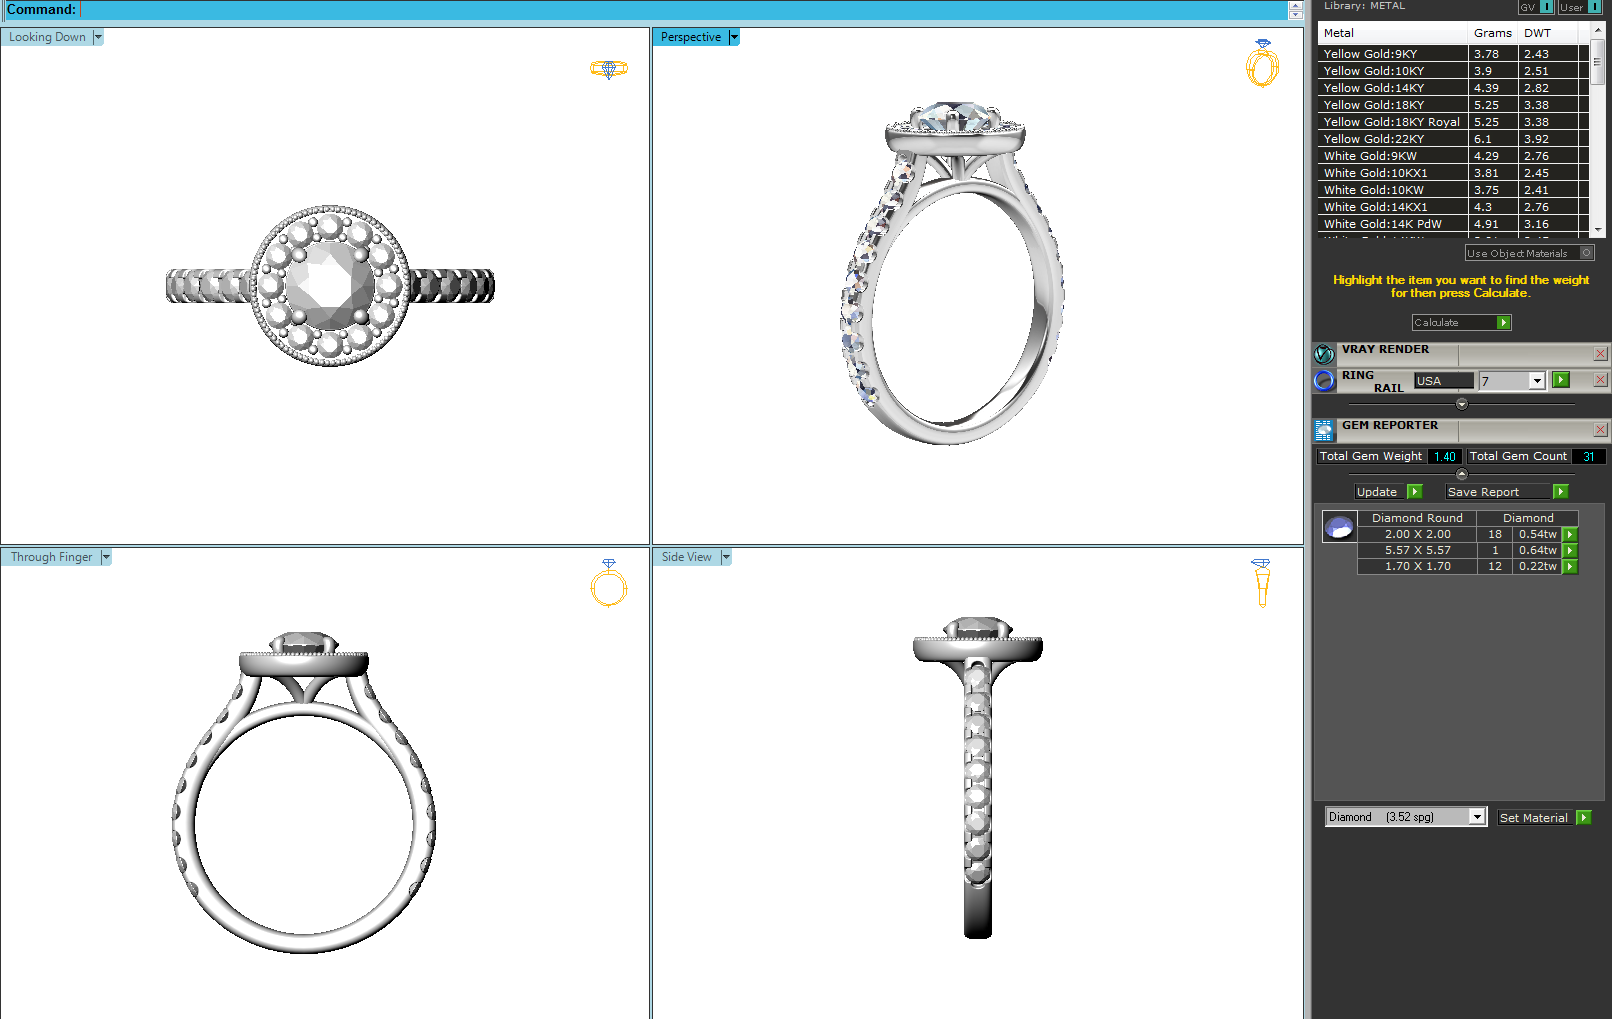 Command:
Looking Down
Perspective
Through Finger
Side View
Library: METAL GV I User I
Metal Grams DWT
Yellow Gold:9KY 3.78 2.43
Yellow Gold:10KY 3.9 2.51
Yellow Gold:14KY 4.39 2.82
Yellow Gold:18KY 5.25 3.38
Yellow Gold:18KY Royal 5.25 3.38
Yellow Gold:22KY 6.1 3.92
White Gold:9KW 4.29 2.76
White Gold:10KX1 3.81 2.45
White Gold:10KW 3.75 2.41
White Gold:14KX1 4.3 2.76
White Gold:14K PdW 4.91 3.16
Use Object Materials
Highlight the item you want to find the weight
for then press Calculate.
Calculate
VRAY RENDER
RING RAIL USA 7
GEM REPORTER
Total Gem Weight 1.40 Total Gem Count 31
Update Save Report
Diamond Round Diamond
2.00 X 2.00 18 0.54tw
5.57 X 5.57 1 0.64tw
1.70 X 1.70 12 0.22tw
Diamond (3.52 spg) Set Material